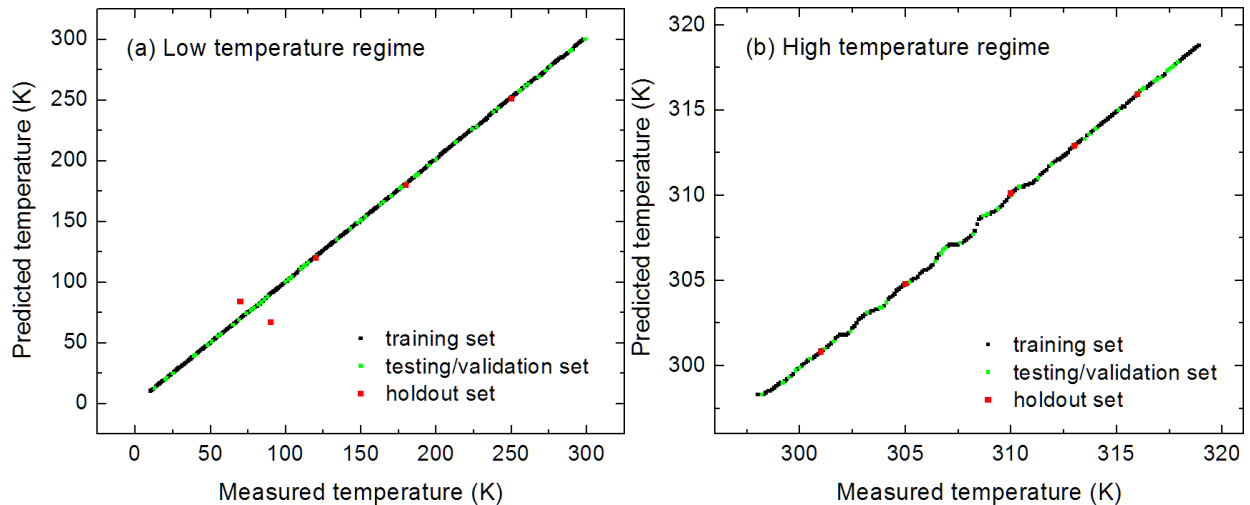 (a) Low temperature regime
Predicted temperature (K)
300
250
200
150
100
50
0
training set
testing/validation set
holdout set
0 50 100 150 200 250 300
Measured temperature (K)
(b) High temperature regime
Predicted temperature (K)
320
315
310
305
300
training set
testing/validation set
holdout set
300 305 310 315 320
Measured temperature (K)